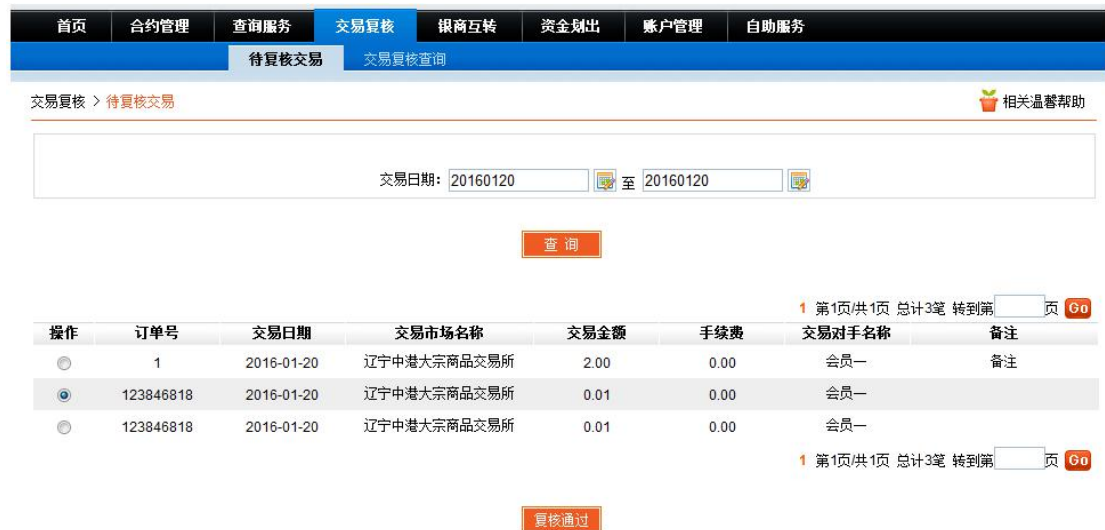 首页 合约管理 查询服务 交易复核 银商互转 资金划出 账户管理 自助服务
待复核交易 交易复核查询
交易复核 > 待复核交易 相关温馨帮助
交易日期： 20160120 至 20160120
查 询
1 第1页/共1页 总计3笔 转到第 页 Go
操作 订单号 交易日期 交易市场名称 交易金额 手续费 交易对手名称 备注
1 2016-01-20 辽宁中港大宗商品交易所 2.00 0.00 会员一 备注
123846818 2016-01-20 辽宁中港大宗商品交易所 0.01 0.00 会员一
123846818 2016-01-20 辽宁中港大宗商品交易所 0.01 0.00 会员一
1 第1页/共1页 总计3笔 转到第 页 Go
复核通过